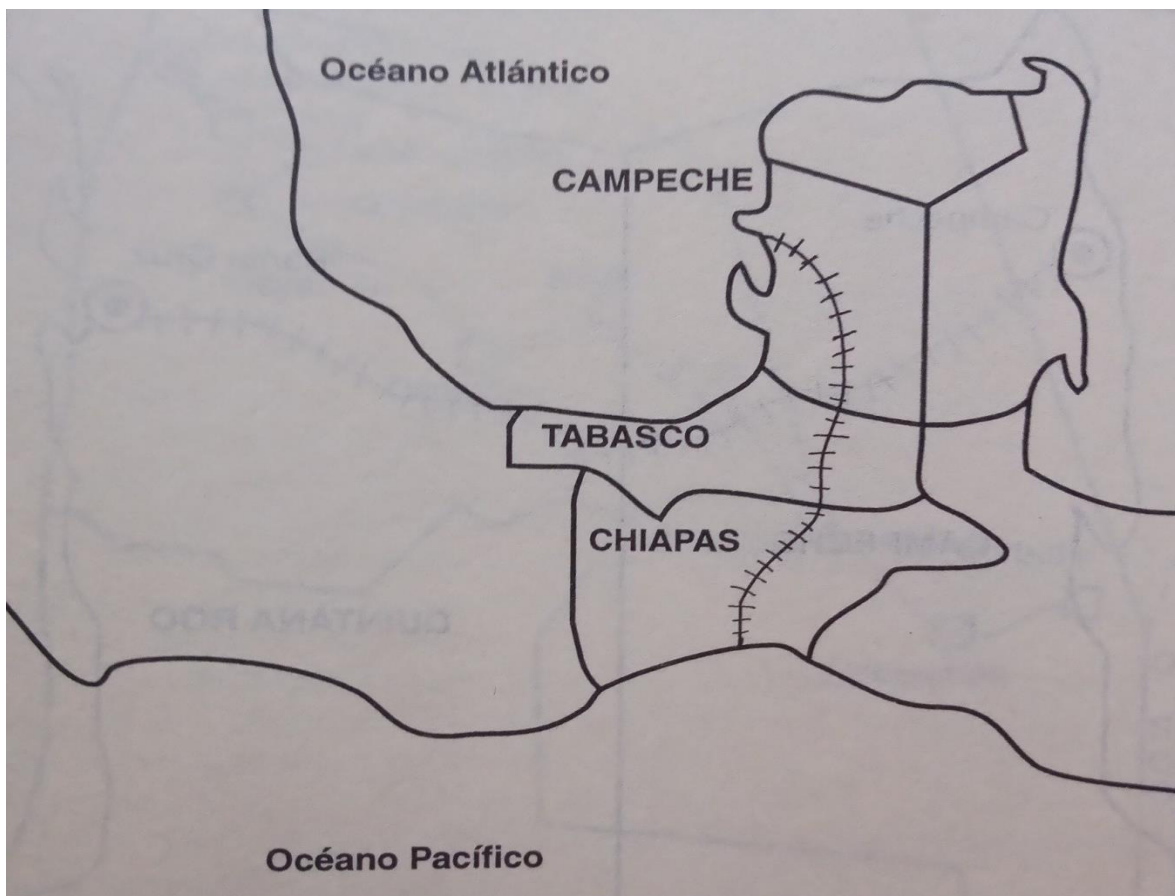 Océano Atlántico
CAMPECHE
TABASCO
CHIAPAS
Océano Pacífico